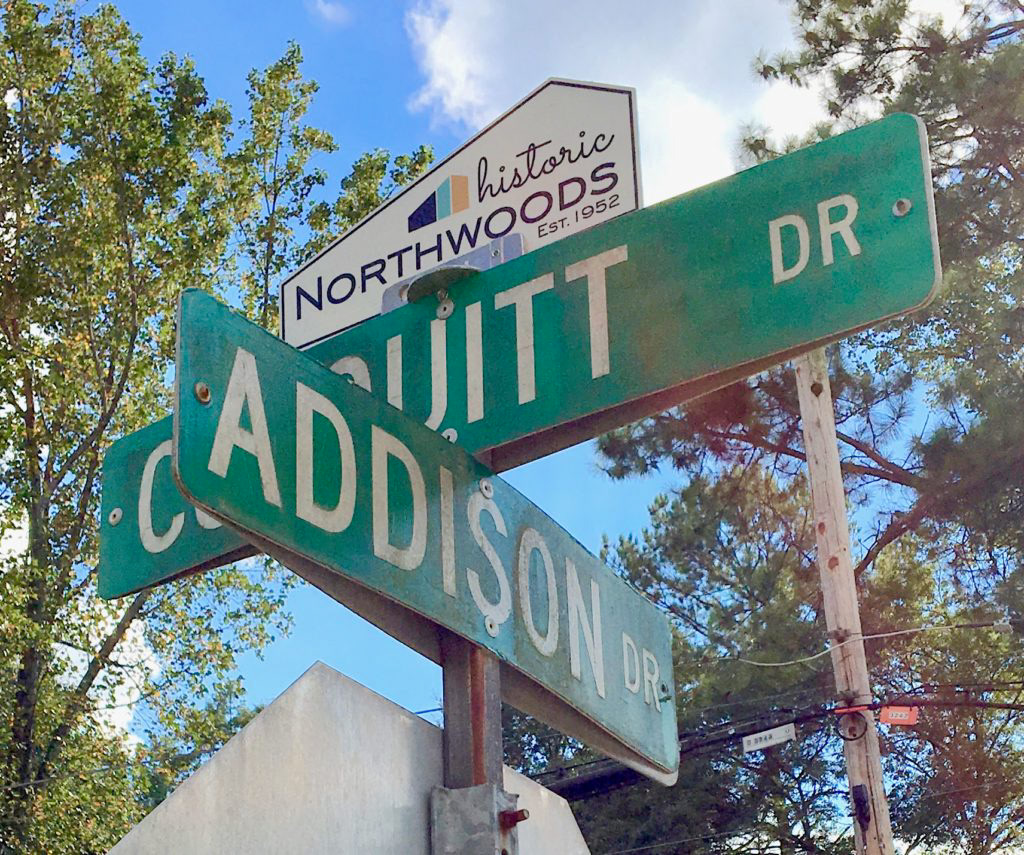 historic
NORTHWOODS
EST. 1952
DR
ADDISON DR